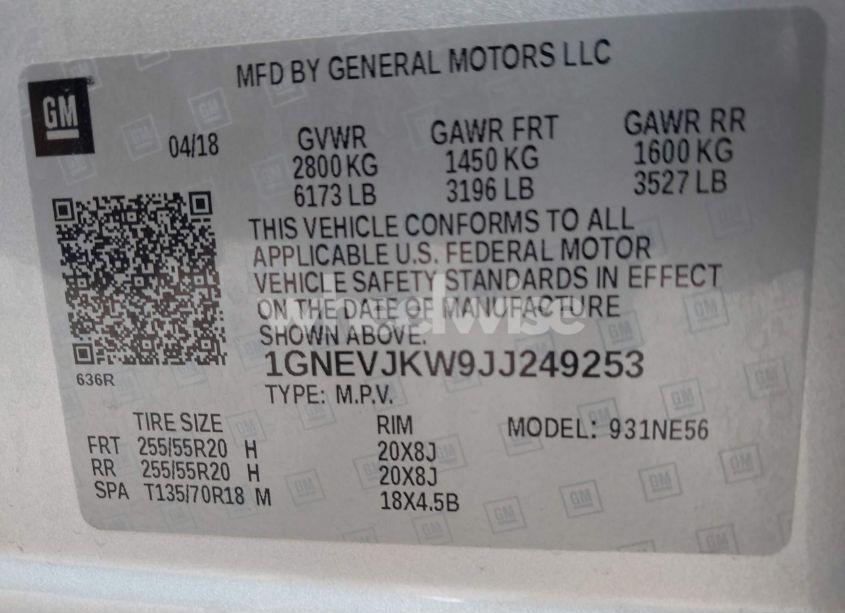 MFD BY GENERAL MOTORS LLC
GM
04/18 GVWR GAWR FRT GAWR RR
2800 KG 1450 KG 1600 KG
6173 LB 3196 LB 3527 LB
THIS VEHICLE CONFORMS TO ALL
APPLICABLE U.S. FEDERAL MOTOR
VEHICLE SAFETY STANDARDS IN EFFECT
ON THE DATE OF MANUFACTURE
SHOWN ABOVE.
wheelwise
1GNEVJKW9JJ249253
636R
TYPE: M.P.V.
TIRE SIZE RIM MODEL: 931NE56
FRT 255/55R20 H 20X8J
RR 255/55R20 H 20X8J
SPA T135/70R18 M 18X4.5B